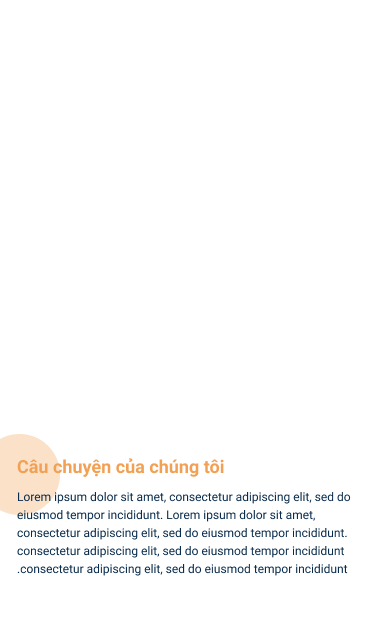 Câu chuyện của chúng tôi
Lorem ipsum dolor sit amet, consectetur adipiscing elit, sed do
eiusmod tempor incididunt. Lorem ipsum dolor sit amet,
consectetur adipiscing elit, sed do eiusmod tempor incididunt.
consectetur adipiscing elit, sed do eiusmod tempor incididunt
.consectetur adipiscing elit, sed do eiusmod tempor incididunt